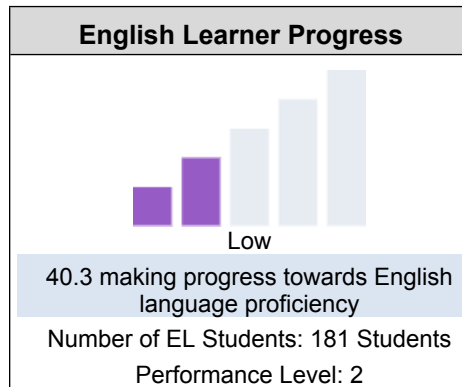 English Learner Progress
Low
40.3 making progress towards English
language proficiency
Number of EL Students: 181 Students
Performance Level: 2